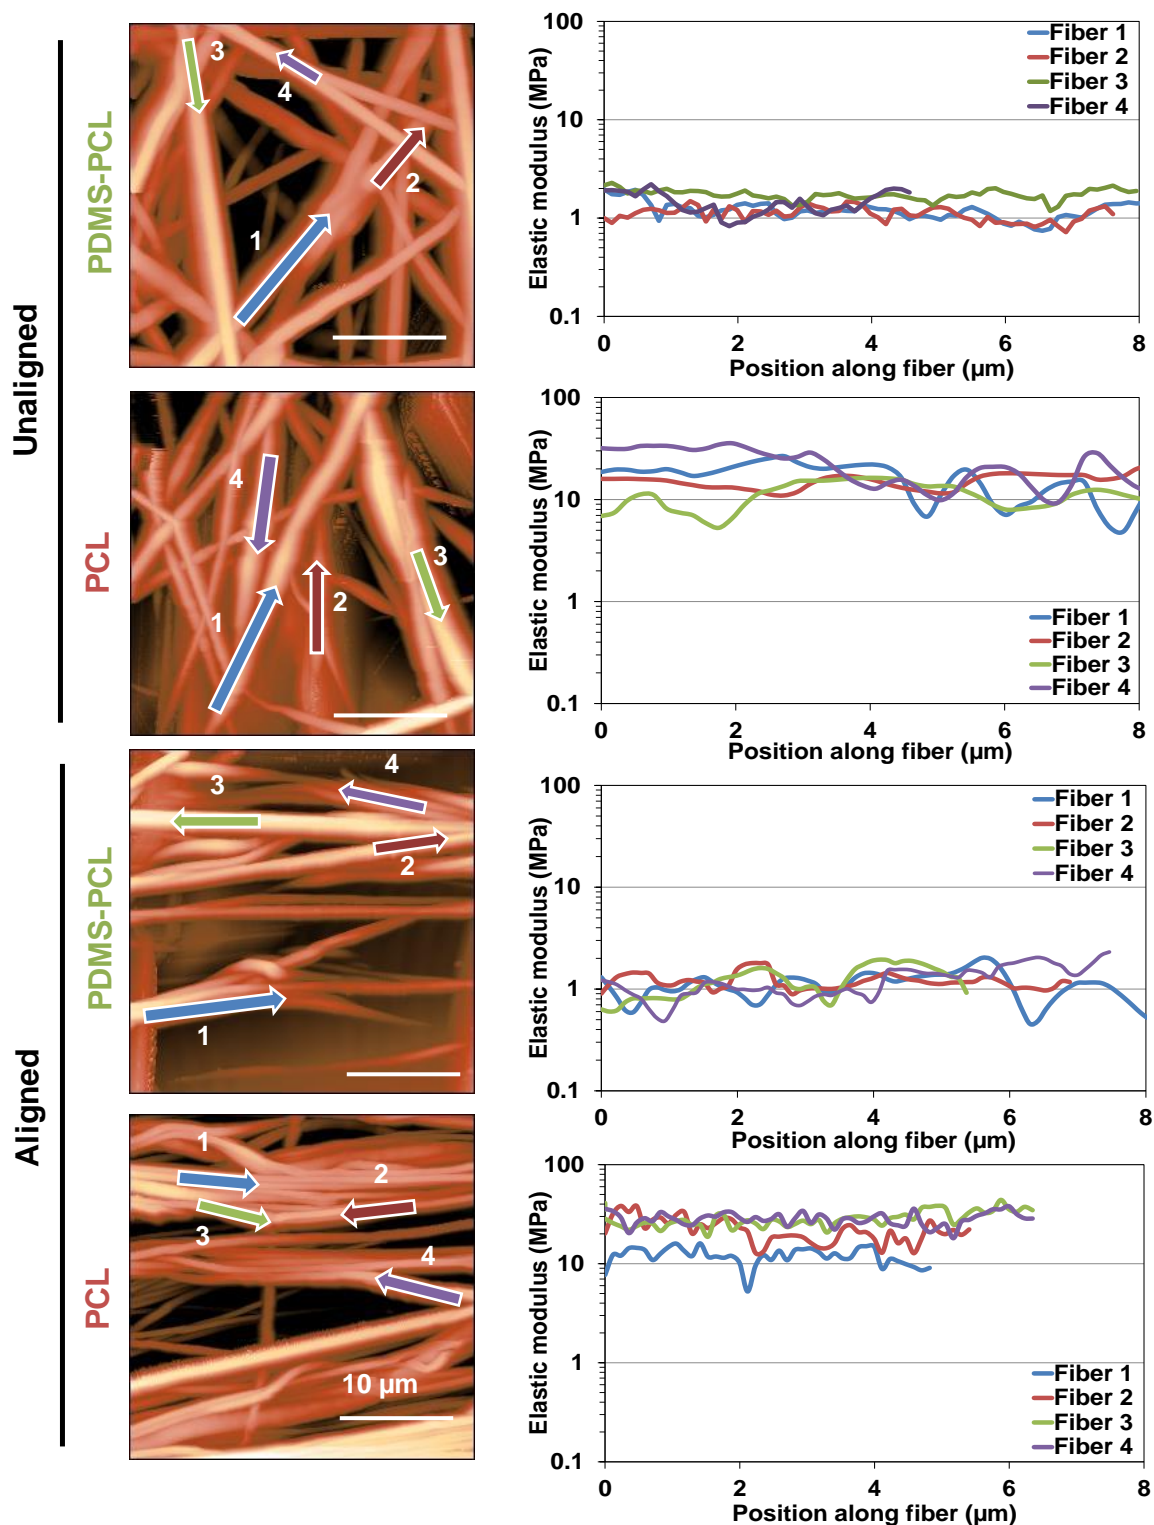 Unaligned
PDMS-PCL
3
4
2
1
Elastic modulus (MPa)
100
10
1
0.1
0
2
4
6
8
Position along fiber (µm)
Fiber 1
Fiber 2
Fiber 3
Fiber 4
PCL
4
3
2
1
Elastic modulus (MPa)
100
10
1
0.1
0
2
4
6
8
Position along fiber (µm)
Fiber 1
Fiber 2
Fiber 3
Fiber 4
Aligned
PDMS-PCL
4
3
2
1
Elastic modulus (MPa)
100
10
1
0.1
0
2
4
6
8
Position along fiber (µm)
Fiber 1
Fiber 2
Fiber 3
Fiber 4
PCL
1
2
3
4
10 µm
Elastic modulus (MPa)
100
10
1
0.1
0
2
4
6
8
Position along fiber (µm)
Fiber 1
Fiber 2
Fiber 3
Fiber 4